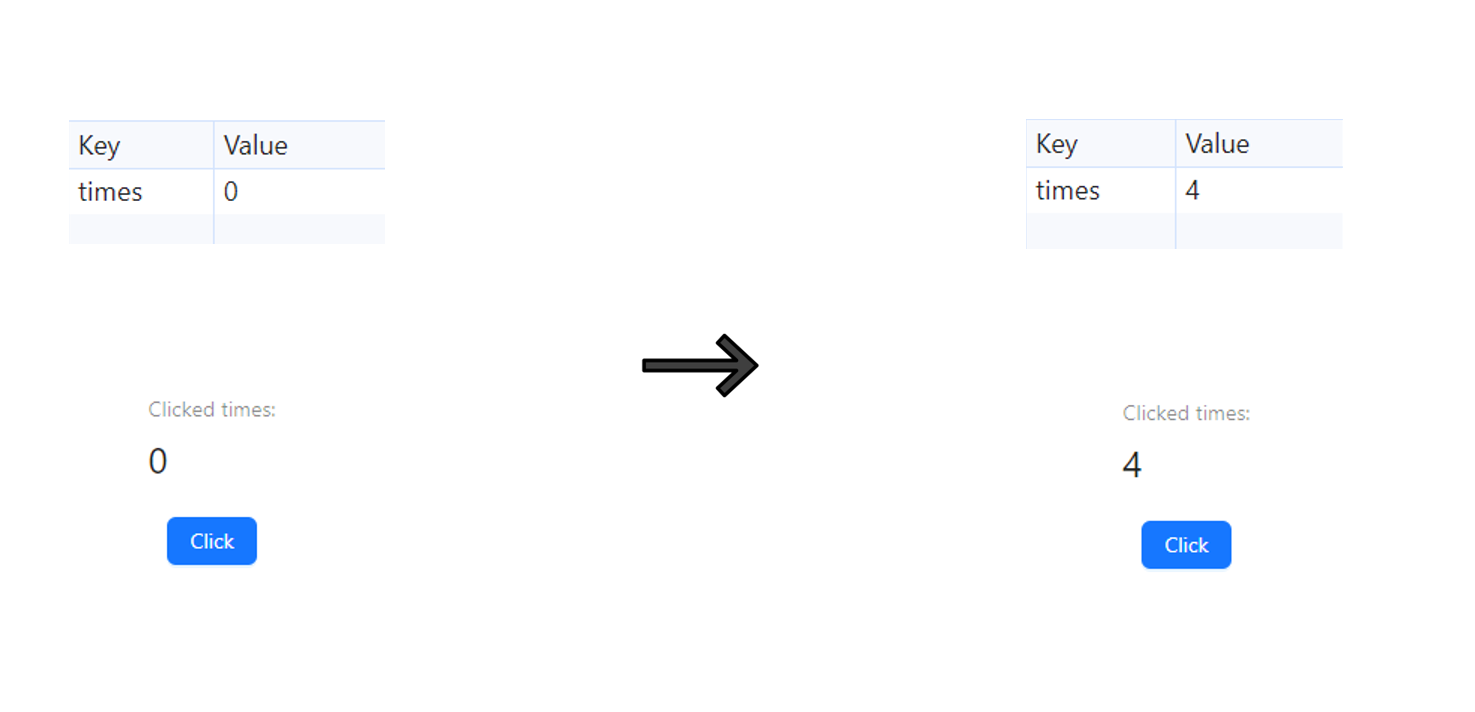 Key Value
times 0
Clicked times:
0
Click
Key Value
times 4
Clicked times:
4
Click